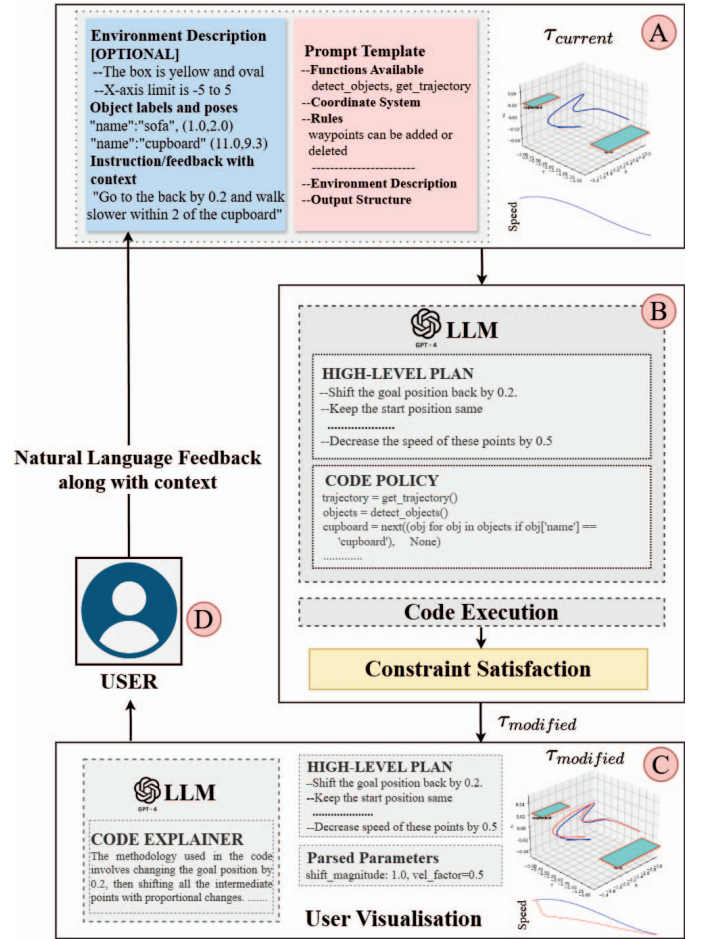 Environment Description
[OPTIONAL]
--The box is yellow and oval
--X-axis limit is -5 to 5
Object labels and poses
"name":"sofa", (1.0,2.0)
"name":"cupboard" (11.0,9.3)
Instruction/feedback with
context
"Go to the back by 0.2 and walk
slower within 2 of the cupboard"
Prompt Template
--Functions Available
detect_objects, get_trajectory
--Coordinate System
--Rules
waypoints can be added or
deleted
------------------------
--Environment Description
--Output Structure
τcurrent
A
Speed
B
LLM
GPT - 4
HIGH-LEVEL PLAN
--Shift the goal position back by 0.2.
--Keep the start position same
....................
--Decrease the speed of these points by 0.5
CODE POLICY
trajectory = get_trajectory()
objects = detect_objects()
cupboard = next((obj for obj in objects if obj['name'] ==
'cupboard'), None)
.............
Code Execution
Constraint Satisfaction
Natural Language Feedback
along with context
D
USER
τmodified
C
LLM
GPT - 4
CODE EXPLAINER
The methodology used in the code
involves changing the goal position by
0.2, then shifting all the intermediate
points with proportional changes. .......
HIGH-LEVEL PLAN
--Shift the goal position back by 0.2.
--Keep the start position same
....................
--Decrease speed of these points by 0.5
Parsed Parameters
shift_magnitude: 1.0, vel_factor=0.5
User Visualisation
τmodified
Speed